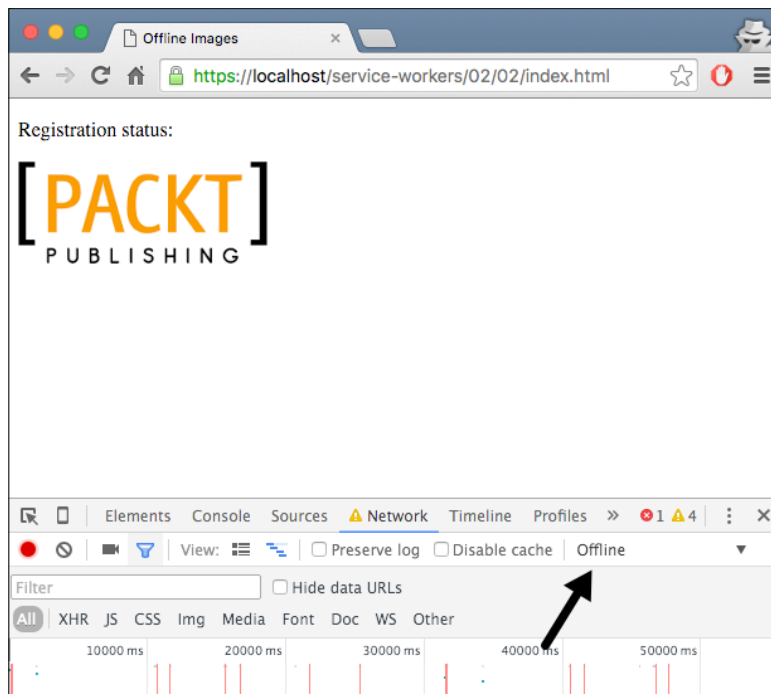 Offline Images
https://localhost/service-workers/02/02/index.html
Registration status:
[PACKT]
PUBLISHING
Elements Console Sources Network Timeline Profiles » 1 4
View: Preserve log Disable cache Offline
Filter Hide data URLs
All XHR JS CSS Img Media Font Doc WS Other
10000 ms 20000 ms 30000 ms 40000 ms 50000 ms